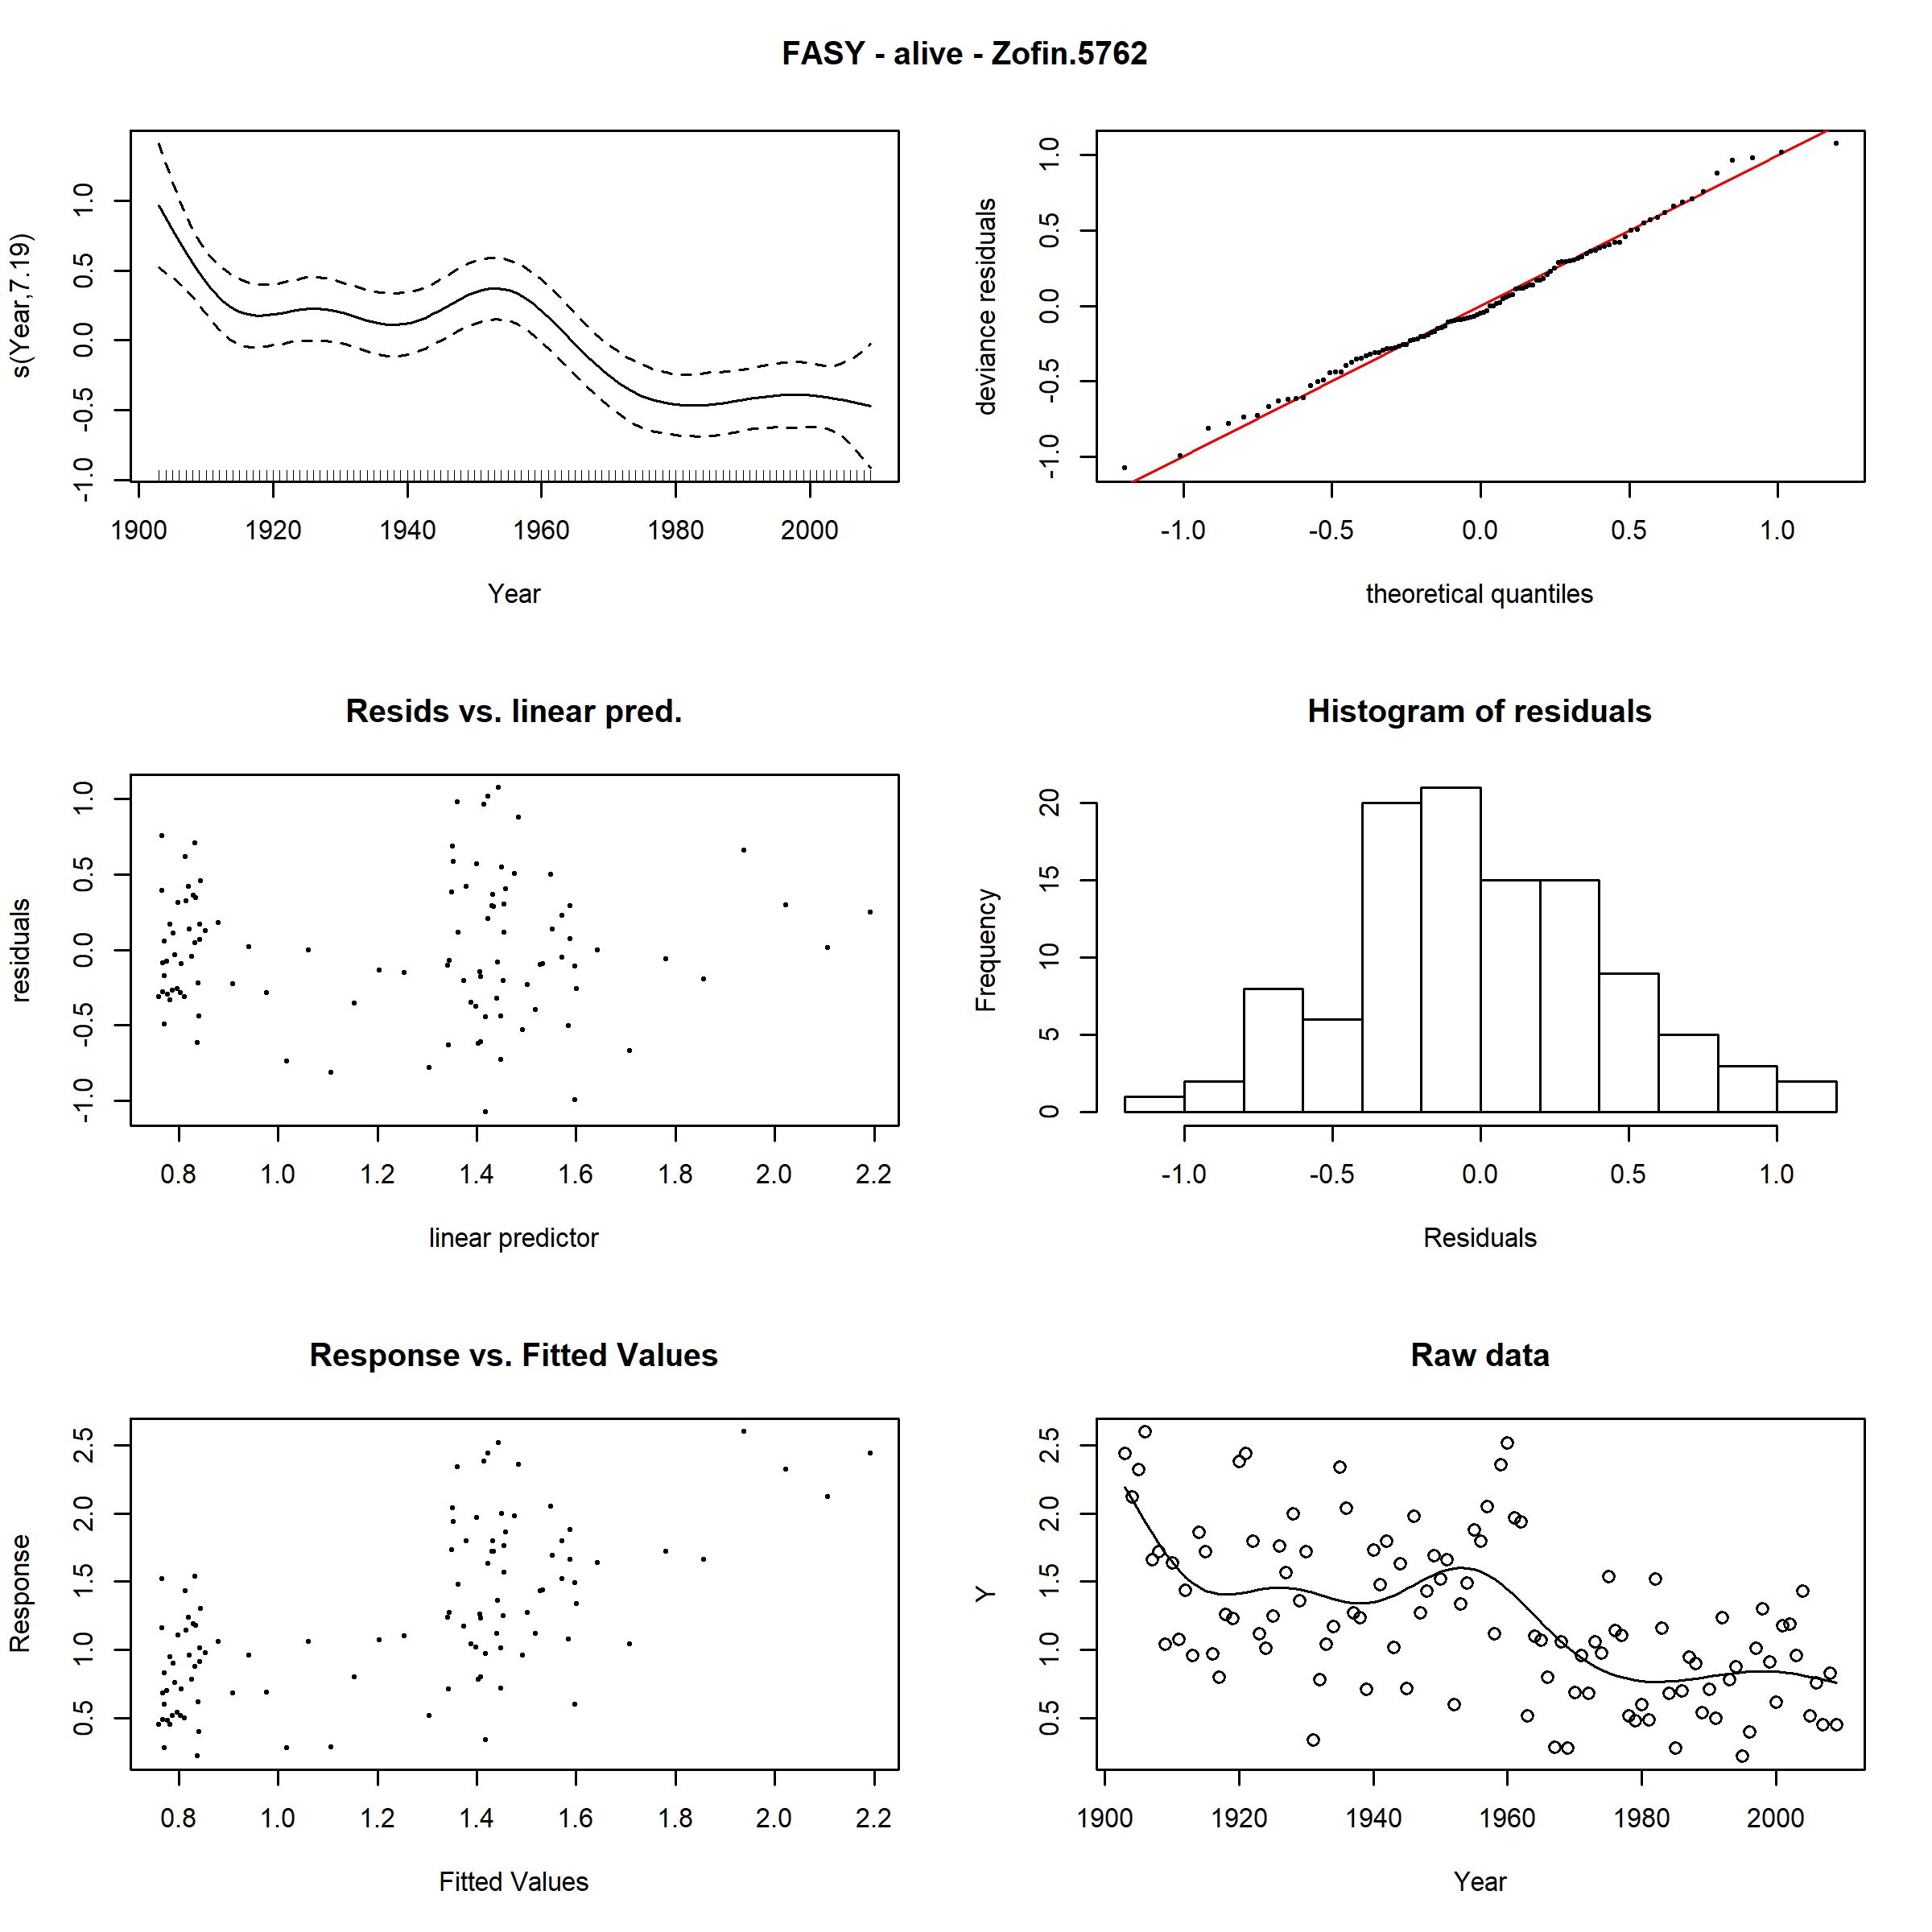 FASY - alive - Zofin.5762
s(Year,7.19)
1.0
0.5
0.0
-0.5
-1.0
1900 1920 1940 1960 1980 2000
Year
deviance residuals
1.0
0.5
0.0
-0.5
-1.0
-1.0 -0.5 0.0 0.5 1.0
theoretical quantiles
Resids vs. linear pred.
residuals
1.0
0.5
0.0
-0.5
-1.0
0.8 1.0 1.2 1.4 1.6 1.8 2.0 2.2
linear predictor
Histogram of residuals
Frequency
20
15
10
5
0
-1.0 -0.5 0.0 0.5 1.0
Residuals
Response vs. Fitted Values
Response
2.5
2.0
1.5
1.0
0.5
0.8 1.0 1.2 1.4 1.6 1.8 2.0 2.2
Fitted Values
Raw data
Y
2.5
2.0
1.5
1.0
0.5
1900 1920 1940 1960 1980 2000
Year